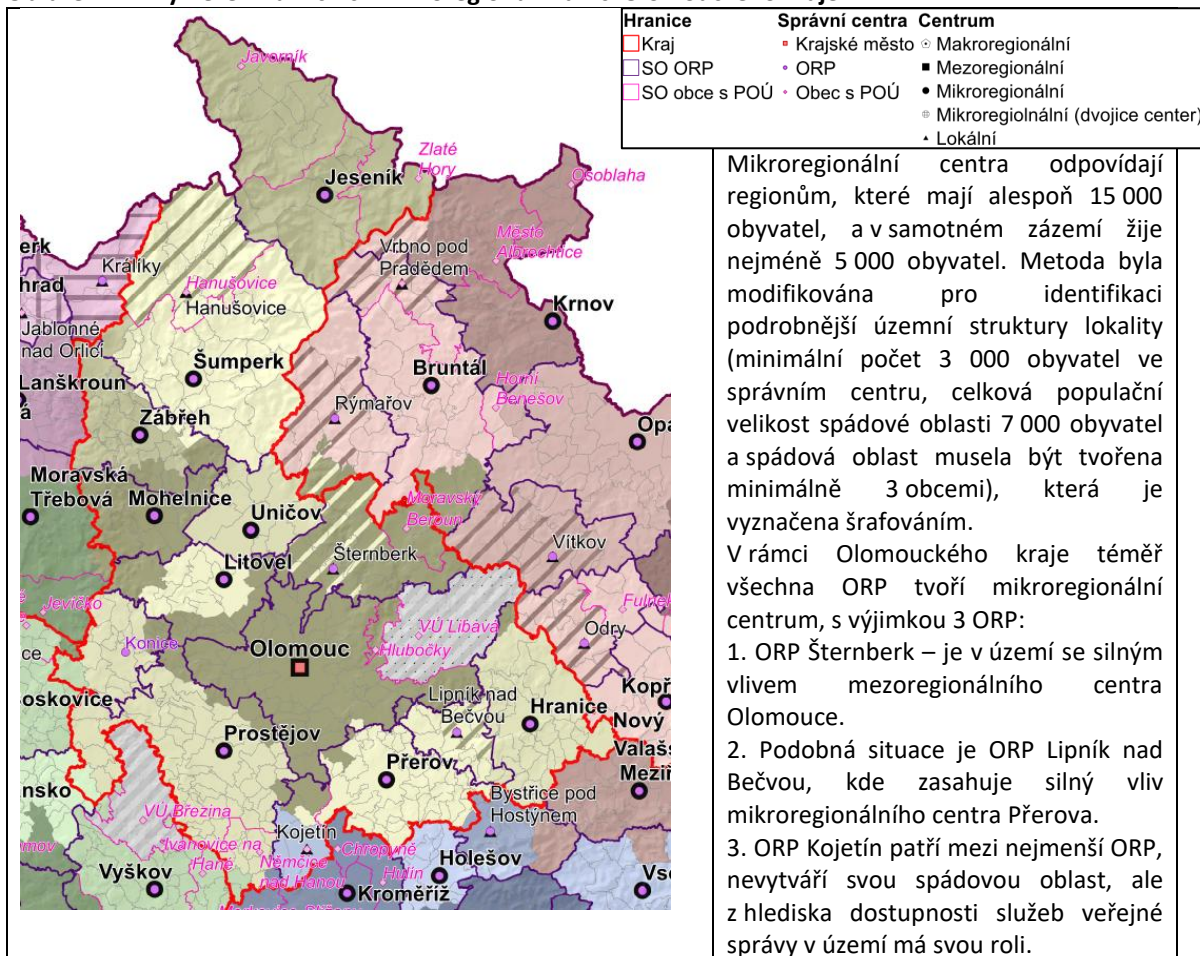 Hranice Správní centra Centrum
Kraj Krajské město Makroregionální
SO ORP ORP Mezoregionální
SO obce s POÚ Obec s POÚ Mikroregionální
Mikroregiolnální (dvojice center)
Lokální
Javorník
Zlaté
Hory
Jeseník
Osoblaha
Město
Albrechtice
Vrbno pod
Pradědem
Králíky
Hanušovice
Hanušovice
Krnov
Jablonné
nad Orlicí
Šumperk
Bruntál
Lanškroun
Horní
Benešov
Rýmařov
Zábřeh
Moravská
Třebová
Mohelnice
Uničov
Moravský
Beroun
Šternberk
Vítkov
Litovel
Jevíčko
Fulnek
VÚ Libavá
Odry
Konice
Hlubočky
Olomouc
Lipník nad
Bečvou
Hranice
Nový
Prostějov
Přerov
Bystřice pod
Hostýnem
VÚ Březina
Ivanovice na
Hané
Kojetín
Němčice
nad Hanou
Chropyně
Hulín
Holešov
Vyškov
Kroměříž
Mikroregionální centra odpovídají
regionům, které mají alespoň 15 000
obyvatel, a v samotném zázemí žije
nejméně 5 000 obyvatel. Metoda byla
modifikována pro identifikaci
podrobnější územní struktury lokality
(minimální počet 3 000 obyvatel ve
správním centru, celková populační
velikost spádové oblasti 7 000 obyvatel
a spádová oblast musela být tvořena
minimálně 3 obcemi), která je
vyznačena šrafováním.
V rámci Olomouckého kraje téměř
všechna ORP tvoří mikroregionální
centrum, s výjimkou 3 ORP:
1. ORP Šternberk – je v území se silným
vlivem mezoregionálního centra
Olomouce.
2. Podobná situace je ORP Lipník nad
Bečvou, kde zasahuje silný vliv
mikroregionálního centra Přerova.
3. ORP Kojetín patří mezi nejmenší ORP,
nevytváří svou spádovou oblast, ale
z hlediska dostupnosti služeb veřejné
správy v území má svou roli.